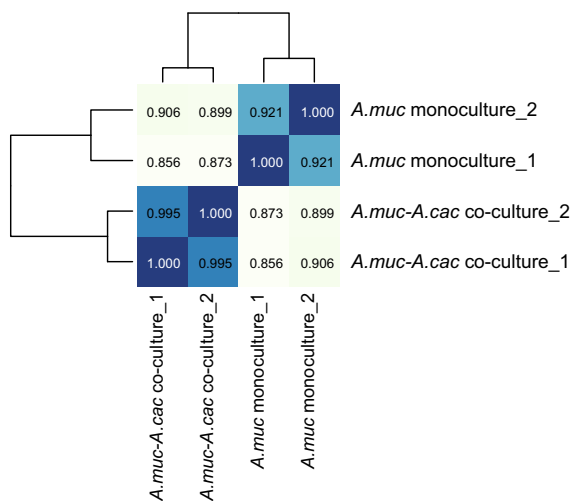 0.906 0.899 0.921 1.000 A.muc monoculture_2
0.856 0.873 1.000 0.921 A.muc monoculture_1
0.995 1.000 0.873 0.899 A.muc-A.cac co-culture_2
1.000 0.995 0.856 0.906 A.muc-A.cac co-culture_1
A.muc-A.cac co-culture_1
A.muc-A.cac co-culture_2
A.muc monoculture_1
A.muc monoculture_2